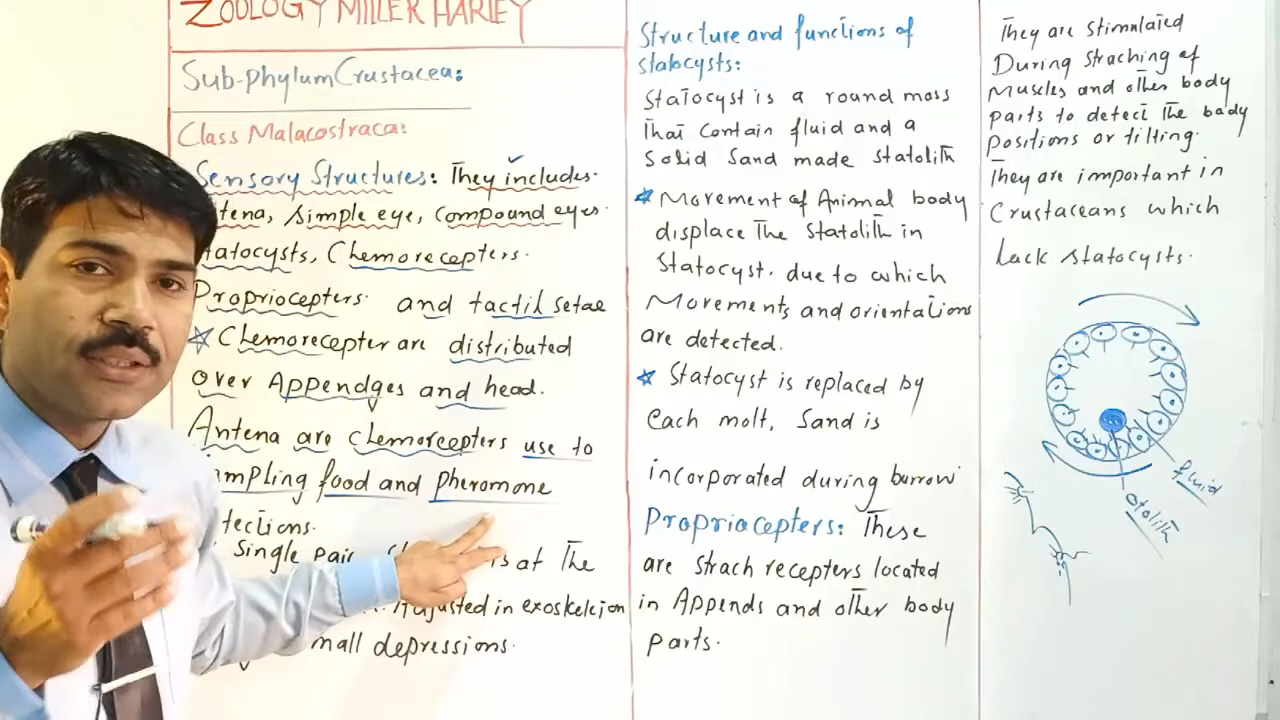 ZOOLOGY MILLER HARLEY
Sub-phylum Crustacea:
Class Malacostraca:
Sensory Structures: They includes.
tena, Simple eye, Compound eyes.
tatocysts, Chemorecepters.
Propriocepters and tactil setae
Chemorecepter are distributed
over Appendges and head.
Antena are chemorcepters use to
mpling food and pheromone
tections.
Single pair at The
Adjusted in exoskeleton
mall depressions.
Structure and functions of
statocysts:
Statocyst is a round mass
That Contain fluid and a
Solid Sand made Statolith
Movement of Animal body
displace The Statolith in
Statocyst. due to which
Movements and orientations
are detected.
Statocyst is replaced by
each molt, Sand is
incorporated during burrow
Propriocepters: These
are Strach recepters located
in Appends and other body
parts.
They are stimulated
During Straching of
Muscles and other body
parts to detect The body
positions or tilting.
They are important in
Crustaceans which
Lack Statocysts.
fluid
otolith